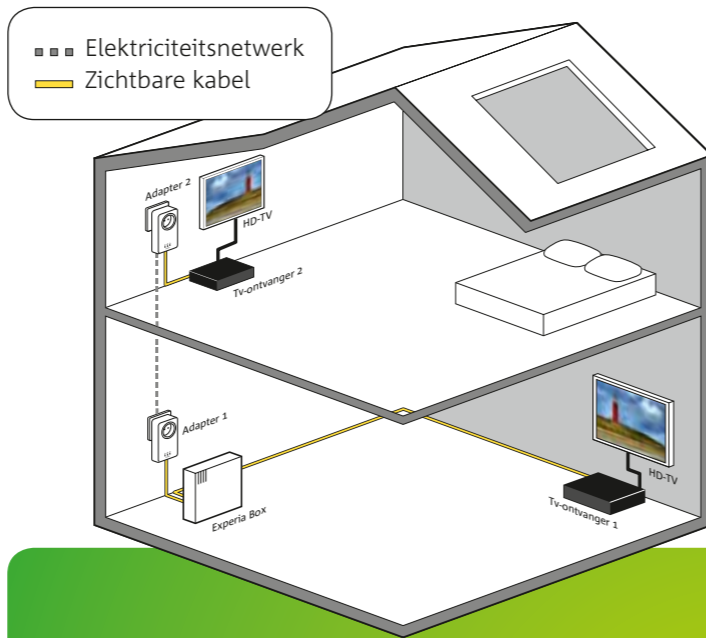 Elektriciteitsnetwerk
Zichtbare kabel
Adapter 2
HD-TV
Tv-ontvanger 2
Adapter 1
Experia Box
HD-TV
Tv-ontvanger 1